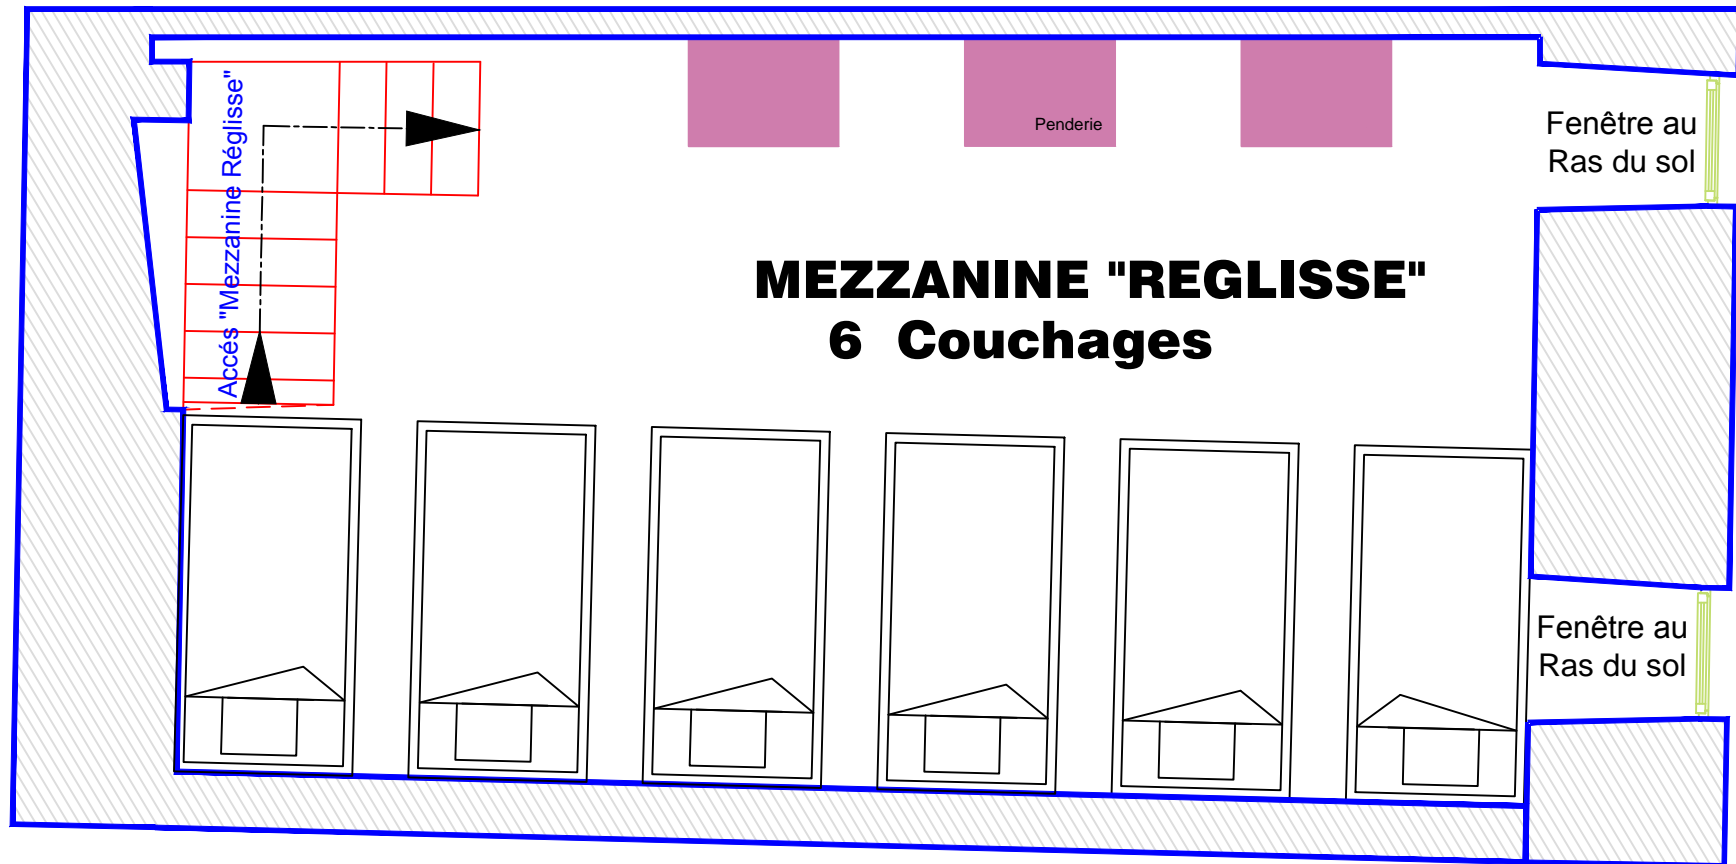 Accés "Mezzanine Réglisse"
Penderie
Fenêtre au
Ras du sol
MEZZANINE "REGLISSE"
6 Couchages
Fenêtre au
Ras du sol